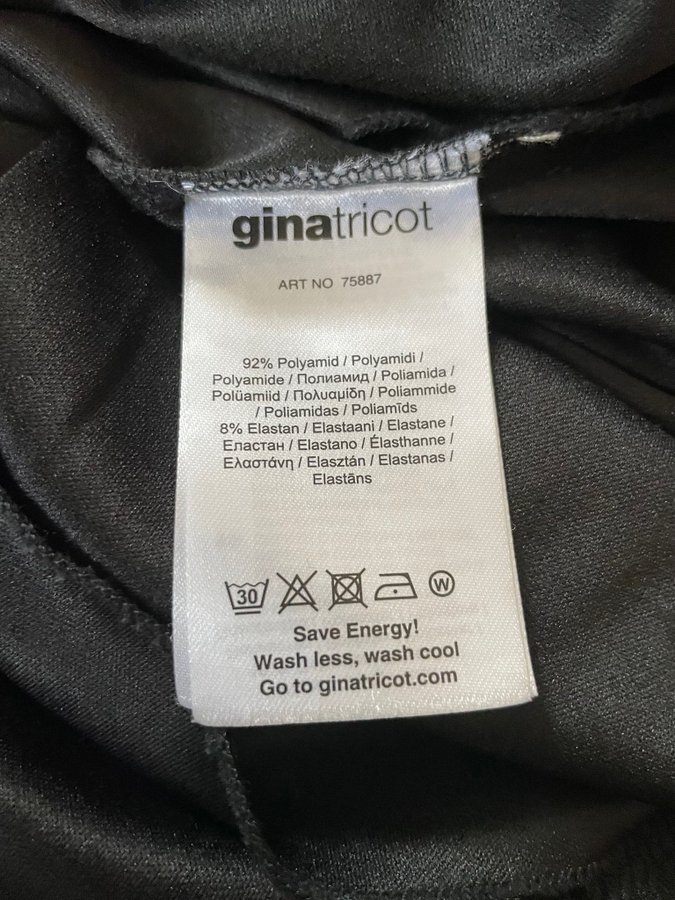 ginatricot
ART NO 75887
92% Polyamid / Polyamidi /
Polyamide / Полиамид / Poliamida /
Polüamiid / Πολυαμίδη / Poliammide
/ Poliamidas / Poliamīds
8% Elastan / Elastaani / Elastane /
Еластан / Elastano / Élasthanne /
Ελαστάνη / Elasztán / Elastanas /
Elastāns
30
W
Save Energy!
Wash less, wash cool
Go to ginatricot.com